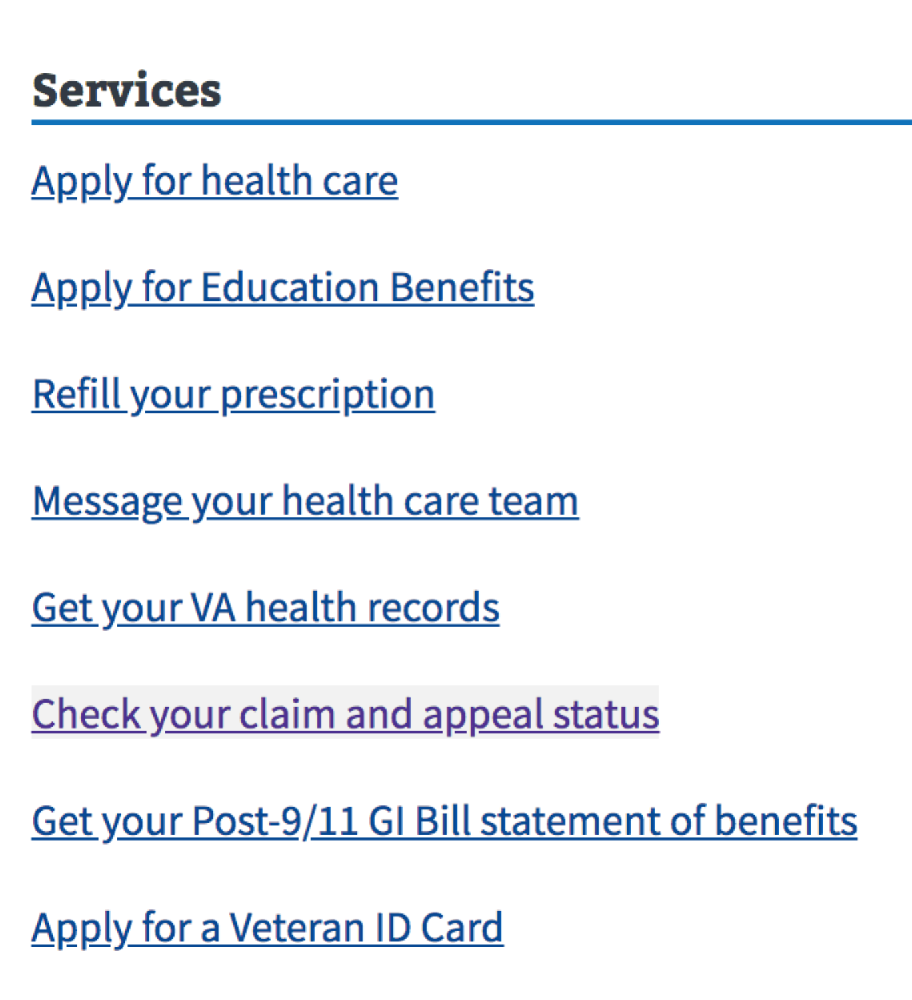 Services
Apply for health care
Apply for Education Benefits
Refill your prescription
Message your health care team
Get your VA health records
Check your claim and appeal status
Get your Post-9/11 GI Bill statement of benefits
Apply for a Veteran ID Card